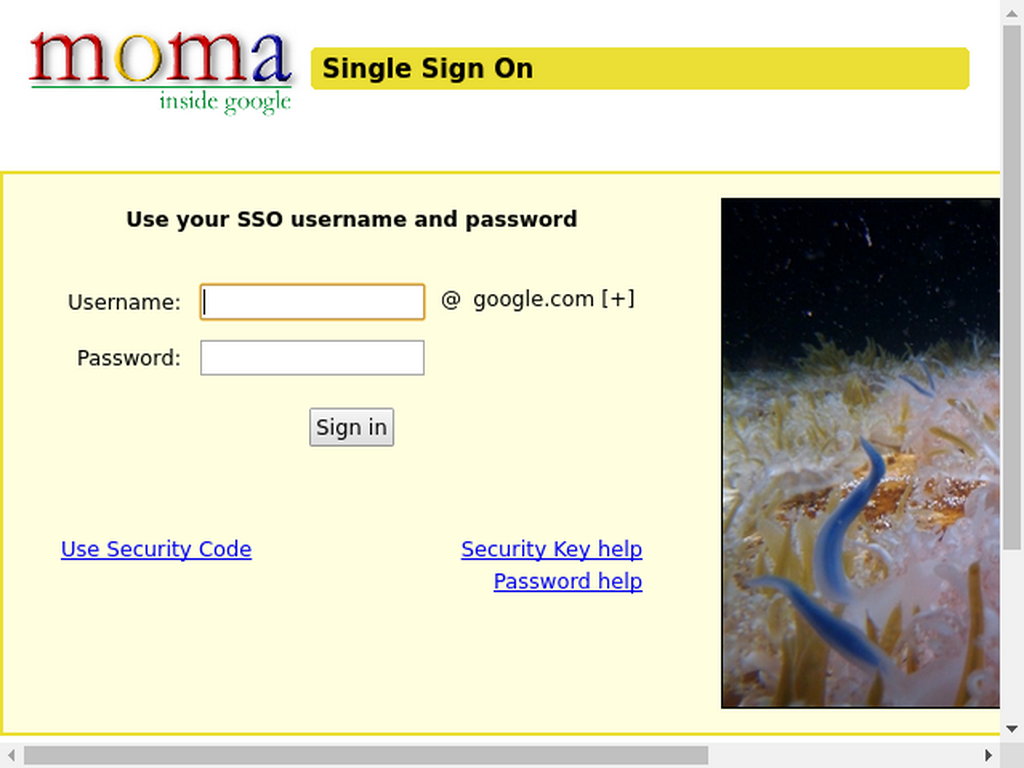 moma
inside google
Single Sign On
Use your SSO username and password
Username: @ google.com [+]
Password:
Sign in
Use Security Code
Security Key help
Password help